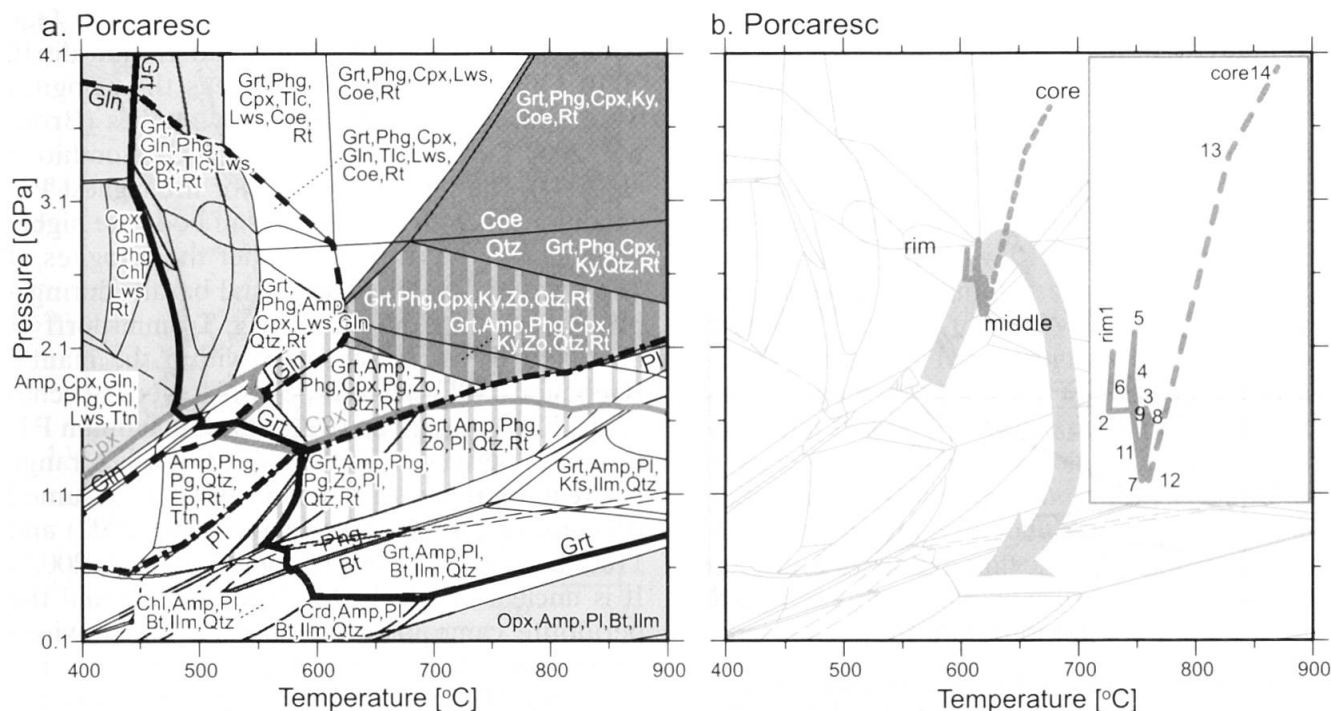 a. Porcaresc
4.1
3.1
2.1
1.1
0.1
Pressure [GPa]
400
500
600
700
800
900
Temperature [°C]
Grt
Gln
Grt,
Gln,Phg,
Cpx,Tlc,Lws,
Bt,Rt
Grt,Phg,
Cpx,Tlc,
Lws,Coe,
Rt
Grt,Phg,Cpx,Lws,
Coe,Rt
Grt,Phg,Cpx,
Gln,Tlc,Lws,
Coe,Rt
Grt,Phg,Cpx,Ky,
Coe,Rt
Coe
Qtz
Grt,Phg,Cpx,
Ky,Qtz,Rt
Cpx
Gln
Phg
Chl,
Lws
Rt
Grt,
Phg,Amp
Cpx,Lws,Gln
Qtz,Rt
Grt,Phg,Cpx,Ky,Zo,Qtz,Rt
Grt,Amp,Phg,Cpx,
Ky,Zo,Qtz,Rt
Amp,Cpx,Gln,
Phg,Chl,
Lws,Ttn
Gln
Grt,Amp,
Phg,Cpx,Pg,Zo,
Qtz,Rt
Pl
Cpx
Gln
Grt
Cpx
Grt,Amp,Phg,
Zo,Pl,Qtz,Rt
Amp,Phg,
Pg,Qtz,
Ep,Rt,
Ttn
Grt,Amp,Phg,
Pg,Zo,Pl,
Qtz,Rt
Grt,Amp,Pl,
Kfs,Ilm,Qtz
Pl
Phg
Bt
Grt,Amp,Pl,
Bt,Ilm,Qtz
Grt
Chl,Amp,Pl,
Bt,Ilm,Qtz
Crd,Amp,Pl,
Bt,Ilm,Qtz
Opx,Amp,Pl,Bt,Ilm
b. Porcaresc
core
rim
middle
core14
13
5
rim1
4
6
3
2
9
8
11
7
12
400
500
600
700
800
900
Temperature [°C]